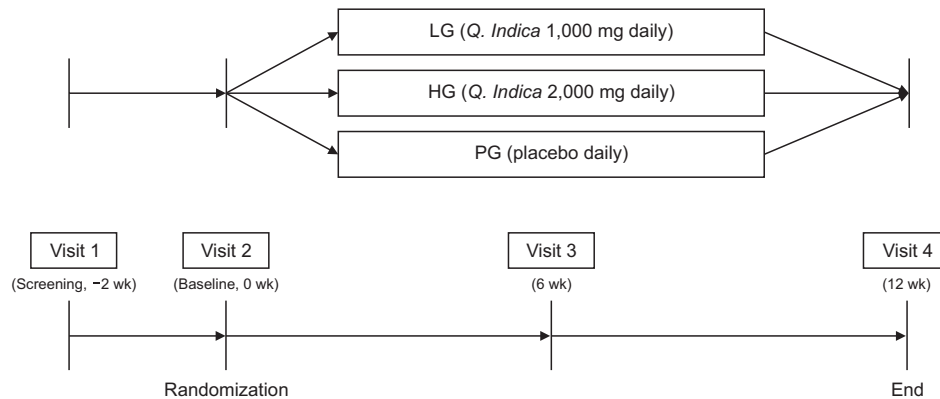 LG (Q. Indica 1,000 mg daily)
HG (Q. Indica 2,000 mg daily)
PG (placebo daily)
Visit 1
Visit 2
Visit 3
Visit 4
(Screening, −2 wk)
(Baseline, 0 wk)
(6 wk)
(12 wk)
Randomization
End